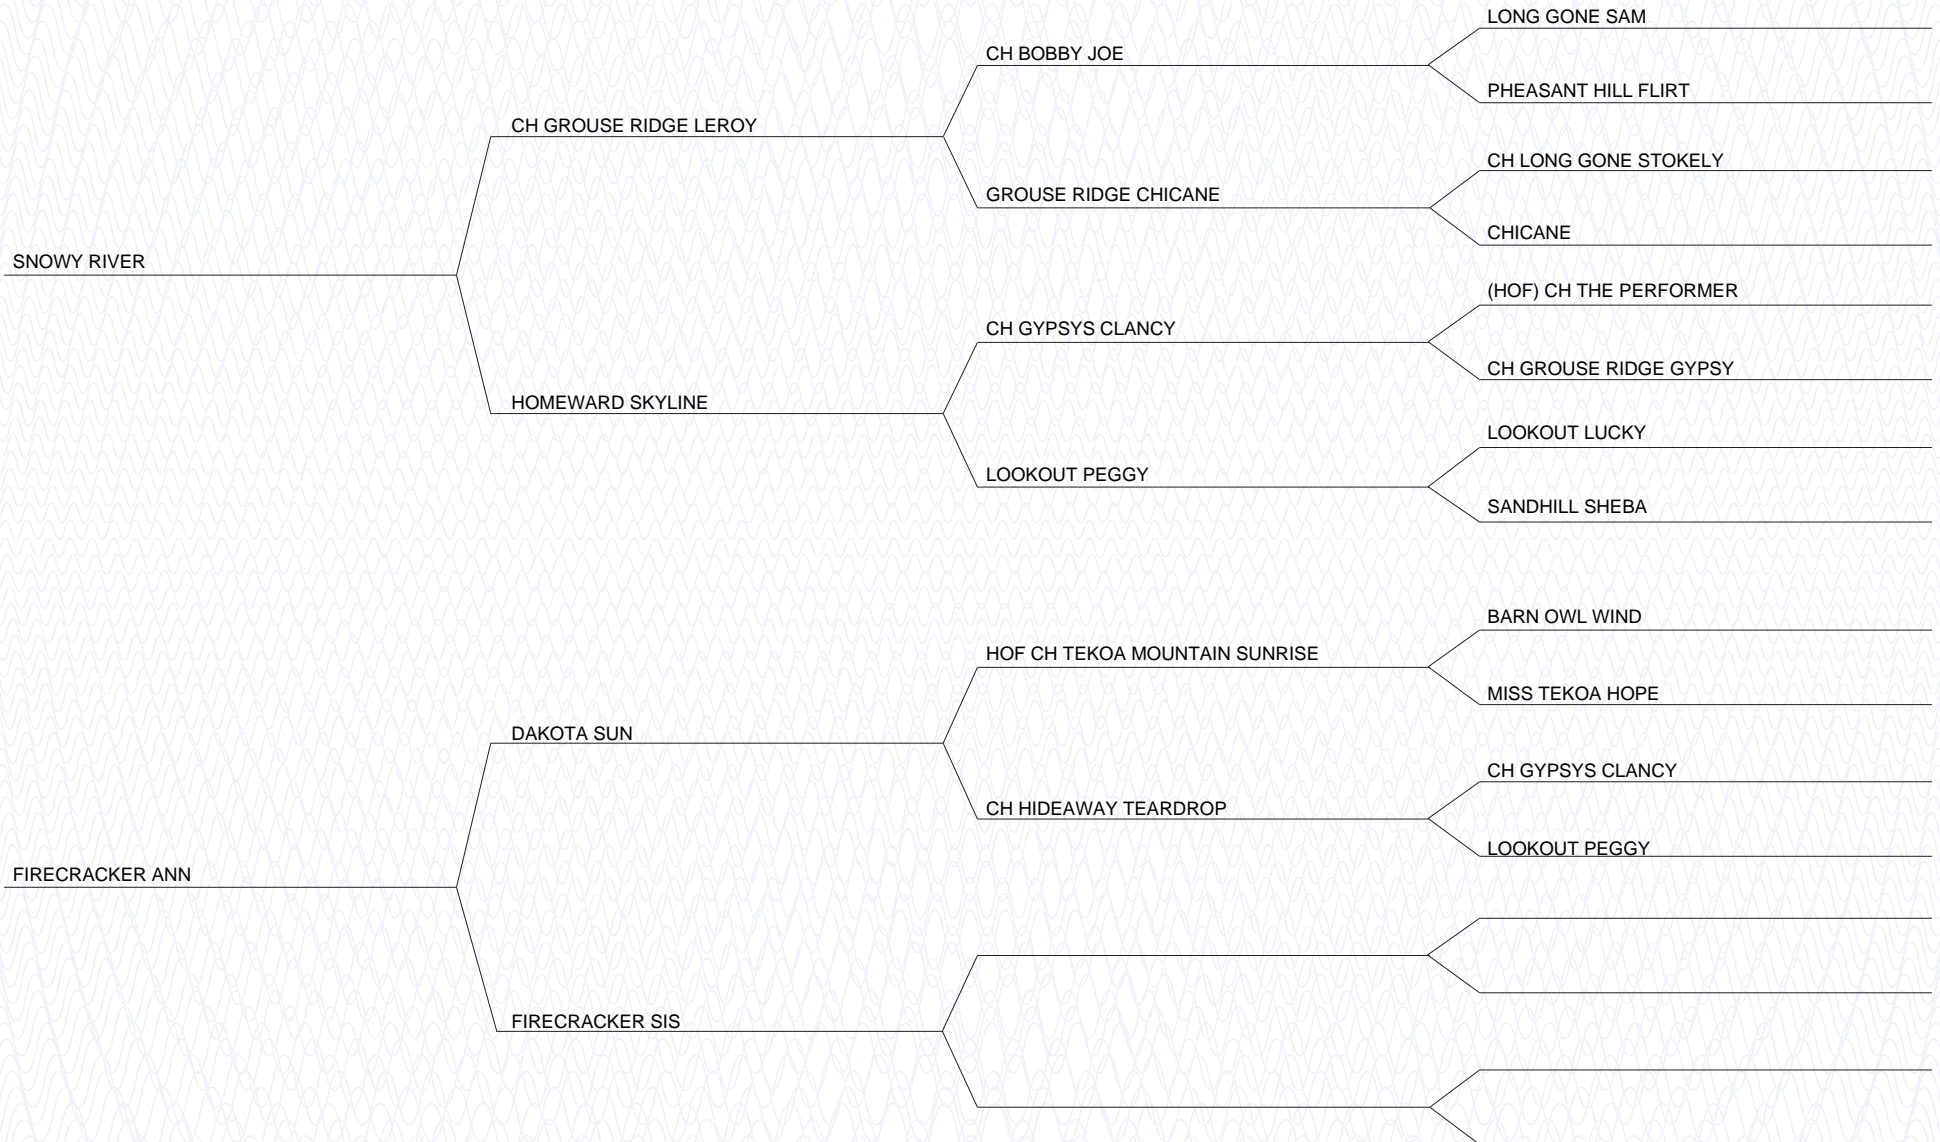 LONG GONE SAM
CH BOBBY JOE
PHEASANT HILL FLIRT
CH GROUSE RIDGE LEROY
CH LONG GONE STOKELY
GROUSE RIDGE CHICANE
CHICANE
SNOWY RIVER
(HOF) CH THE PERFORMER
CH GYPSYS CLANCY
CH GROUSE RIDGE GYPSY
HOMEWARD SKYLINE
LOOKOUT LUCKY
LOOKOUT PEGGY
SANDHILL SHEBA
BARN OWL WIND
HOF CH TEKOA MOUNTAIN SUNRISE
MISS TEKOA HOPE
DAKOTA SUN
CH GYPSYS CLANCY
CH HIDEAWAY TEARDROP
LOOKOUT PEGGY
FIRECRACKER ANN
FIRECRACKER SIS